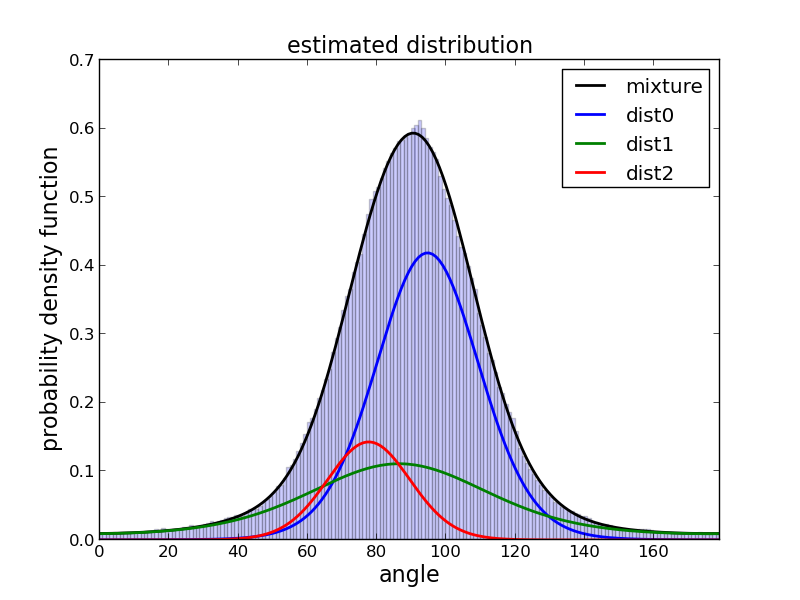 estimated distribution
0.7
0.6
0.5
0.4
0.3
0.2
0.1
0.0
probability density function
mixture
dist0
dist1
dist2
0 20 40 60 80 100 120 140 160
angle